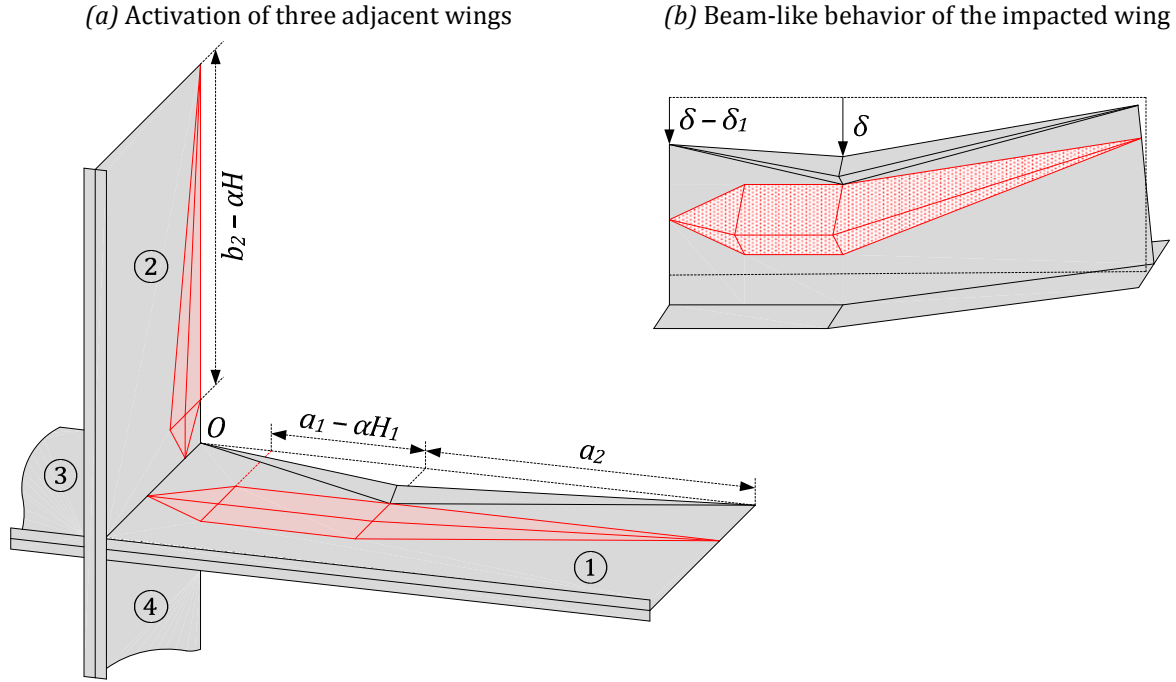 (a) Activation of three adjacent wings
(b) Beam-like behavior of the impacted wing
δ – δ₁
δ
b₂ – αH
②
O
a₁ – αH₁
a₂
③
①
④